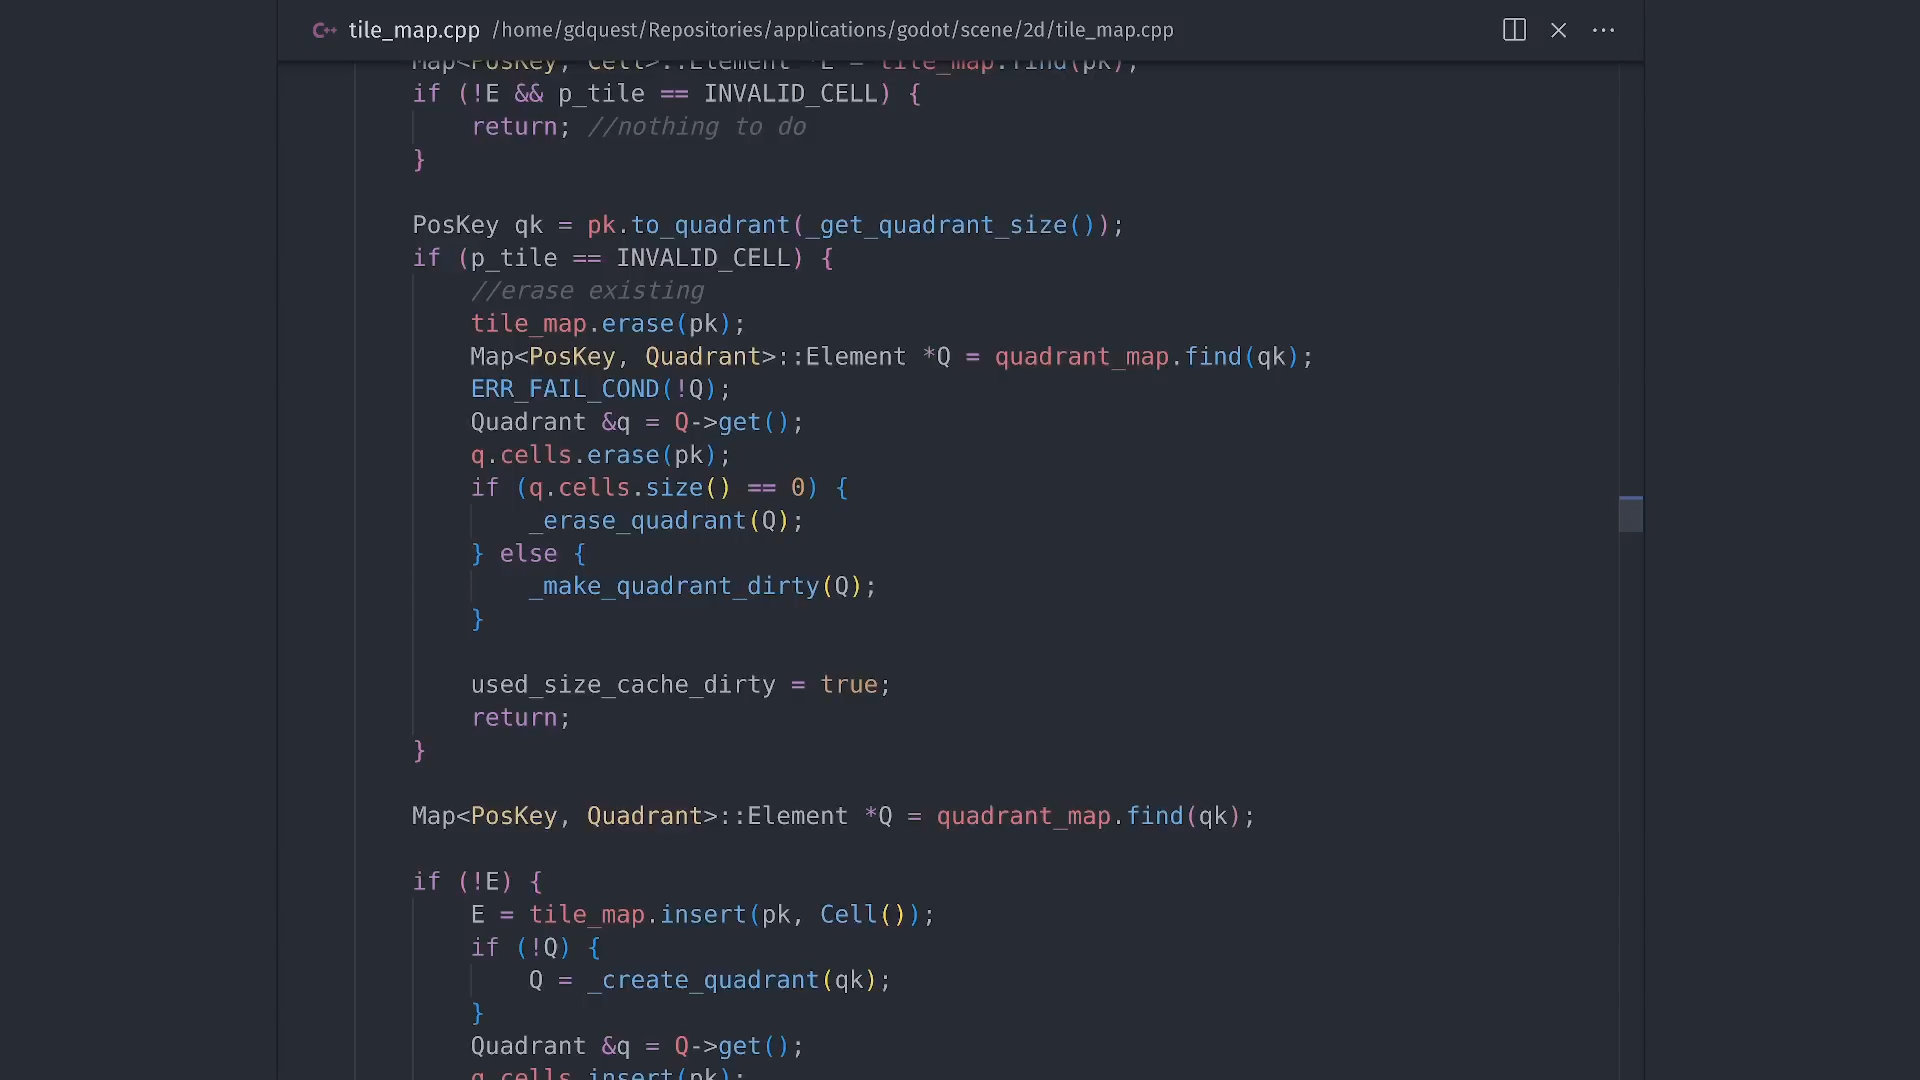 C++ tile_map.cpp /home/gdquest/Repositories/applications/godot/scene/2d/tile_map.cpp
Map<PosKey, Cell>::Element *E = tile_map.find(pk);
if (!E && p_tile == INVALID_CELL) {
return; //nothing to do
}
PosKey qk = pk.to_quadrant(_get_quadrant_size());
if (p_tile == INVALID_CELL) {
//erase existing
tile_map.erase(pk);
Map<PosKey, Quadrant>::Element *Q = quadrant_map.find(qk);
ERR_FAIL_COND(!Q);
Quadrant &q = Q->get();
q.cells.erase(pk);
if (q.cells.size() == 0) {
_erase_quadrant(Q);
} else {
_make_quadrant_dirty(Q);
}
used_size_cache_dirty = true;
return;
}
Map<PosKey, Quadrant>::Element *Q = quadrant_map.find(qk);
if (!E) {
E = tile_map.insert(pk, Cell());
if (!Q) {
Q = _create_quadrant(qk);
}
Quadrant &q = Q->get();
q.cells.insert(pk);